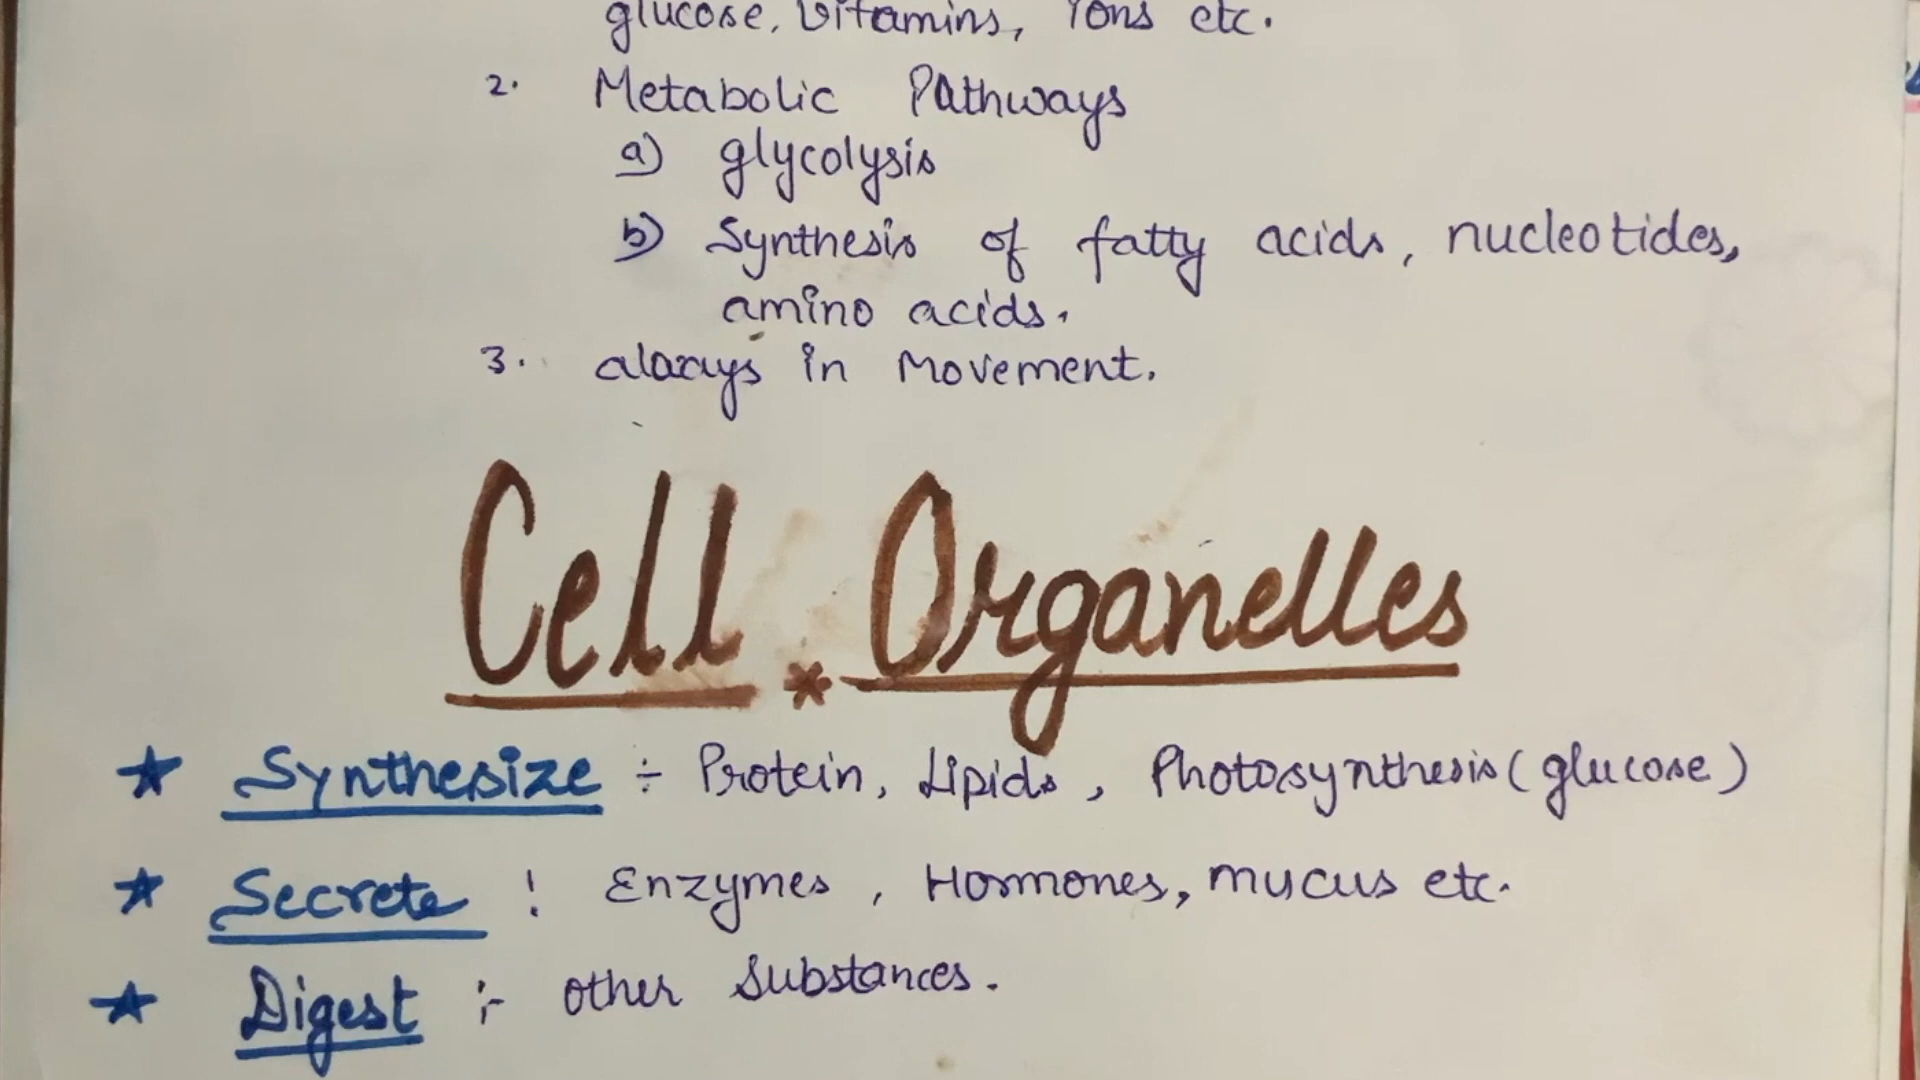 glucose, Vitamins, Ions etc.
2. Metabolic Pathways
a) glycolysis
b) Synthesis of fatty acids, nucleotides,
amino acids.
3. alaays in Movement.
Cell * Organelles
★ Synthesize ÷ Protein, Lipids, Photosynthesis (glucose)
★ Secrete ! Enzymes, Hormones, mucus etc.
★ Digest :- other Substances.